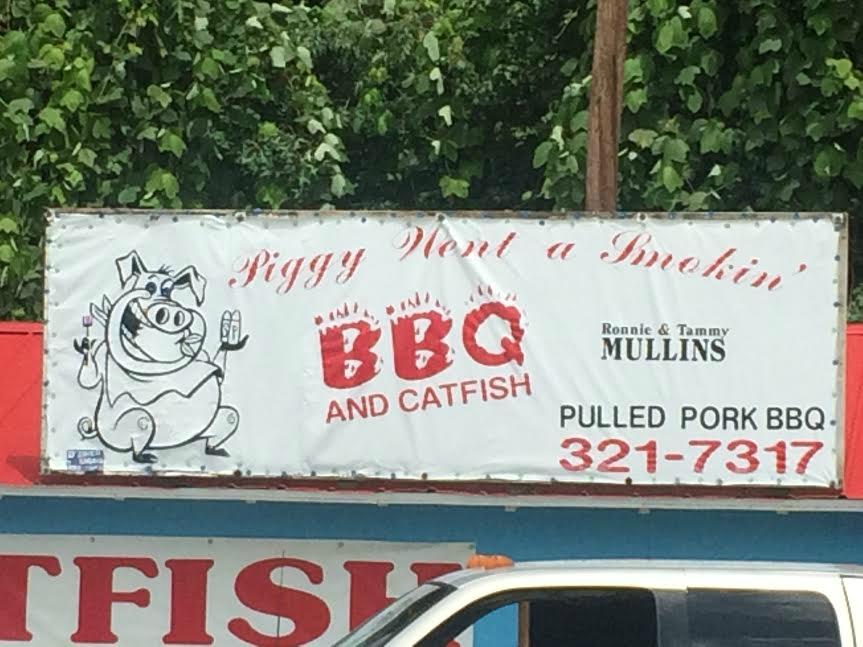 Piggy Went a Smokin'
BBQ
AND CATFISH
Ronnie & Tammy
MULLINS
PULLED PORK BBQ
321-7317
S P
TFISH